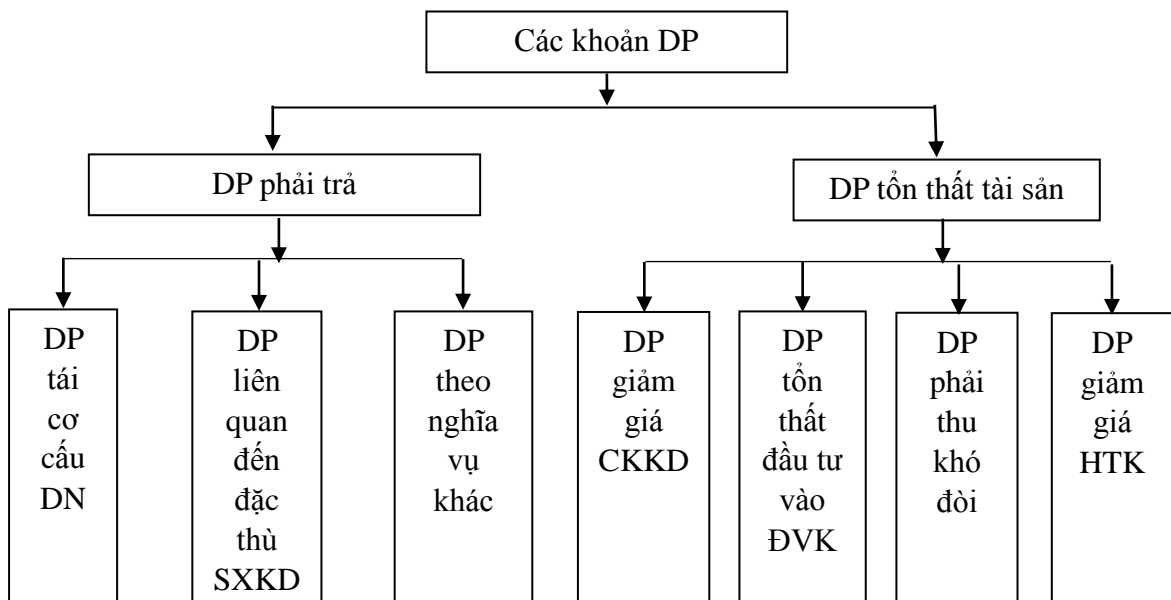 Các khoản DP
DP phải trả
DP tổn thất tài sản
DP
tái
cơ
cấu
DN
DP
liên
quan
đến
đặc
thù
SXKD
DP
theo
nghĩa
vụ
khác
DP
giảm
giá
CKKD
DP
tổn
thất
đầu tư
vào
ĐVK
DP
phải
thu
khó
đòi
DP
giảm
giá
HTK